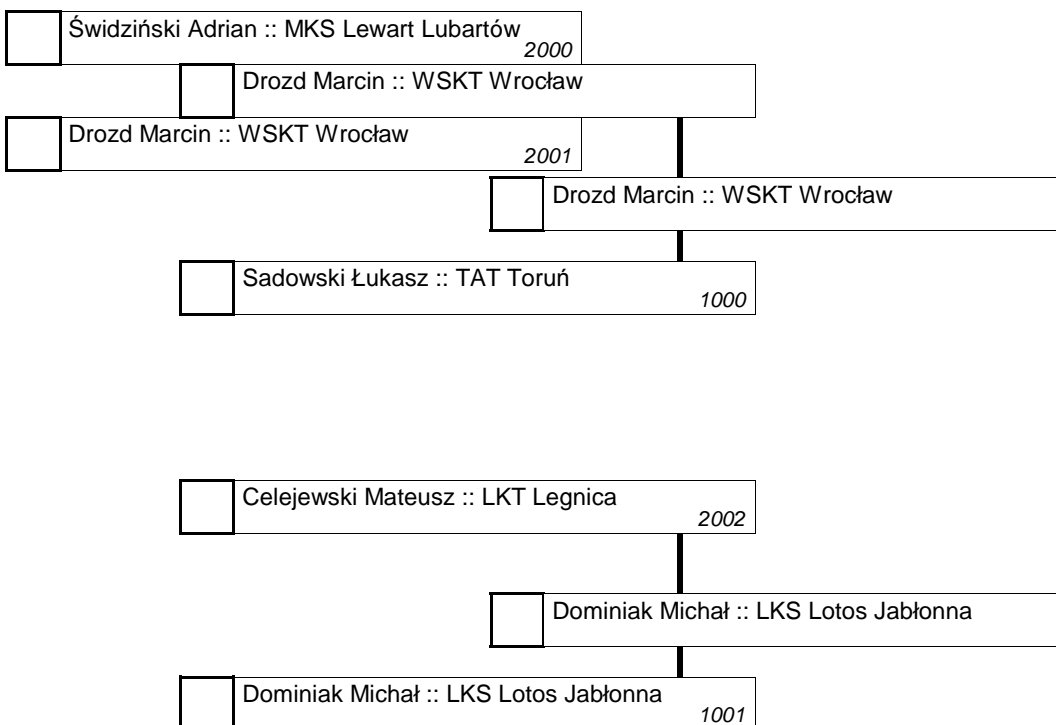 Świdziński Adrian :: MKS Lewart Lubartów
2000
Drozd Marcin :: WSKT Wrocław
Drozd Marcin :: WSKT Wrocław
2001
Drozd Marcin :: WSKT Wrocław
Sadowski Łukasz :: TAT Toruń
1000
Celejewski Mateusz :: LKT Legnica
2002
Dominiak Michał :: LKS Lotos Jabłonna
Dominiak Michał :: LKS Lotos Jabłonna
1001